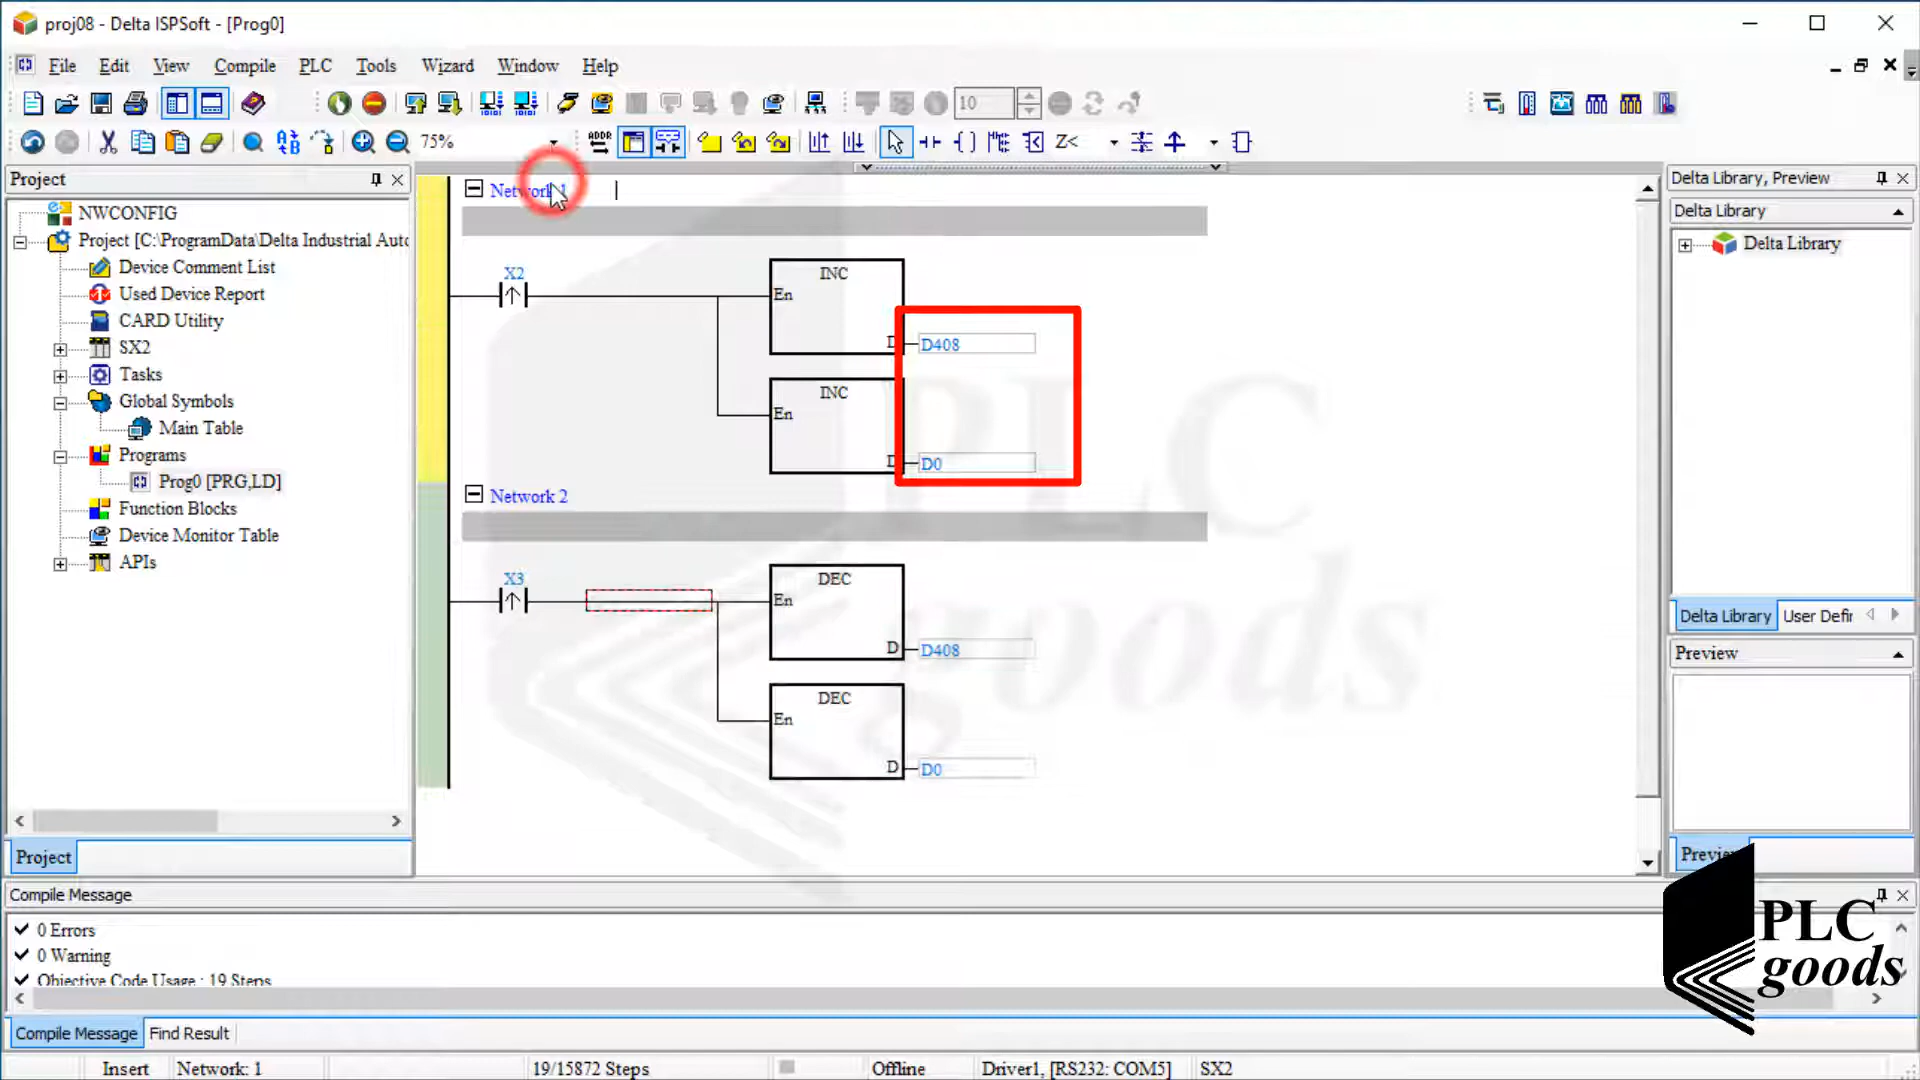 proj08 - Delta ISPSoft - [Prog0]
File Edit View Compile PLC Tools Wizard Window Help
10
75%
ADDR
Z<
Project
NWCONFIG
Project [C:\ProgramData\Delta Industrial Auto
Device Comment List
Used Device Report
CARD Utility
SX2
Tasks
Global Symbols
Main Table
Programs
Prog0 [PRG,LD]
Function Blocks
Device Monitor Table
APIs
Project
Network 1
X2
INC
En
D
D408
INC
En
D
D0
Network 2
X3
DEC
En
D
D408
DEC
En
D
D0
PLC
goods
Delta Library, Preview
Delta Library
Delta Library
Delta Library User Defin
Preview
Preview
Compile Message
0 Errors
0 Warning
Objective Code Usage : 19 Steps
Compile Message Find Result
Insert Network: 1 19/15872 Steps Offline Driver1, [RS232: COM5] SX2
PLC
goods